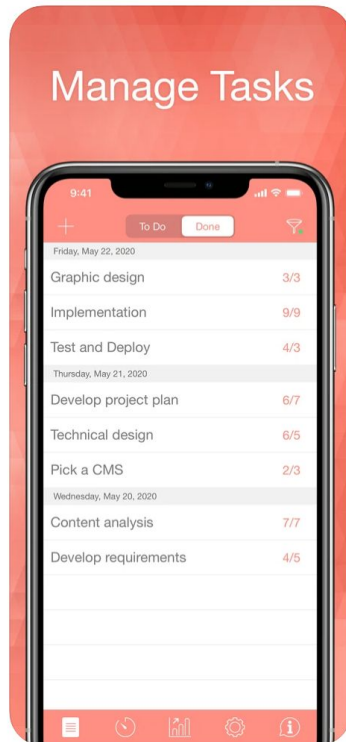 Manage Tasks
9:41
To Do Done
Friday, May 22, 2020
Graphic design 3/3
Implementation 9/9
Test and Deploy 4/3
Thursday, May 21, 2020
Develop project plan 6/7
Technical design 6/5
Pick a CMS 2/3
Wednesday, May 20, 2020
Content analysis 7/7
Develop requirements 4/5